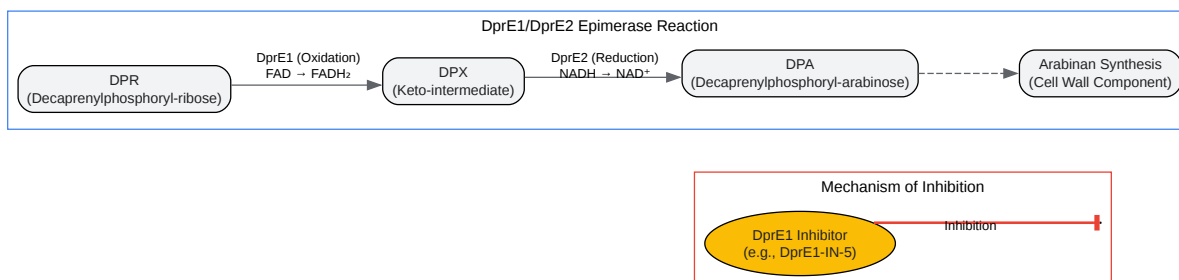 DprE1/DprE2 Epimerase Reaction
DPR
(Decaprenylphosphoryl-ribose)
DprE1 (Oxidation)
FAD → FADH₂
DPX
(Keto-intermediate)
DprE2 (Reduction)
NADH → NAD⁺
DPA
(Decaprenylphosphoryl-arabinose)
Arabinan Synthesis
(Cell Wall Component)
Mechanism of Inhibition
DprE1 Inhibitor
(e.g., DprE1-IN-5)
Inhibition